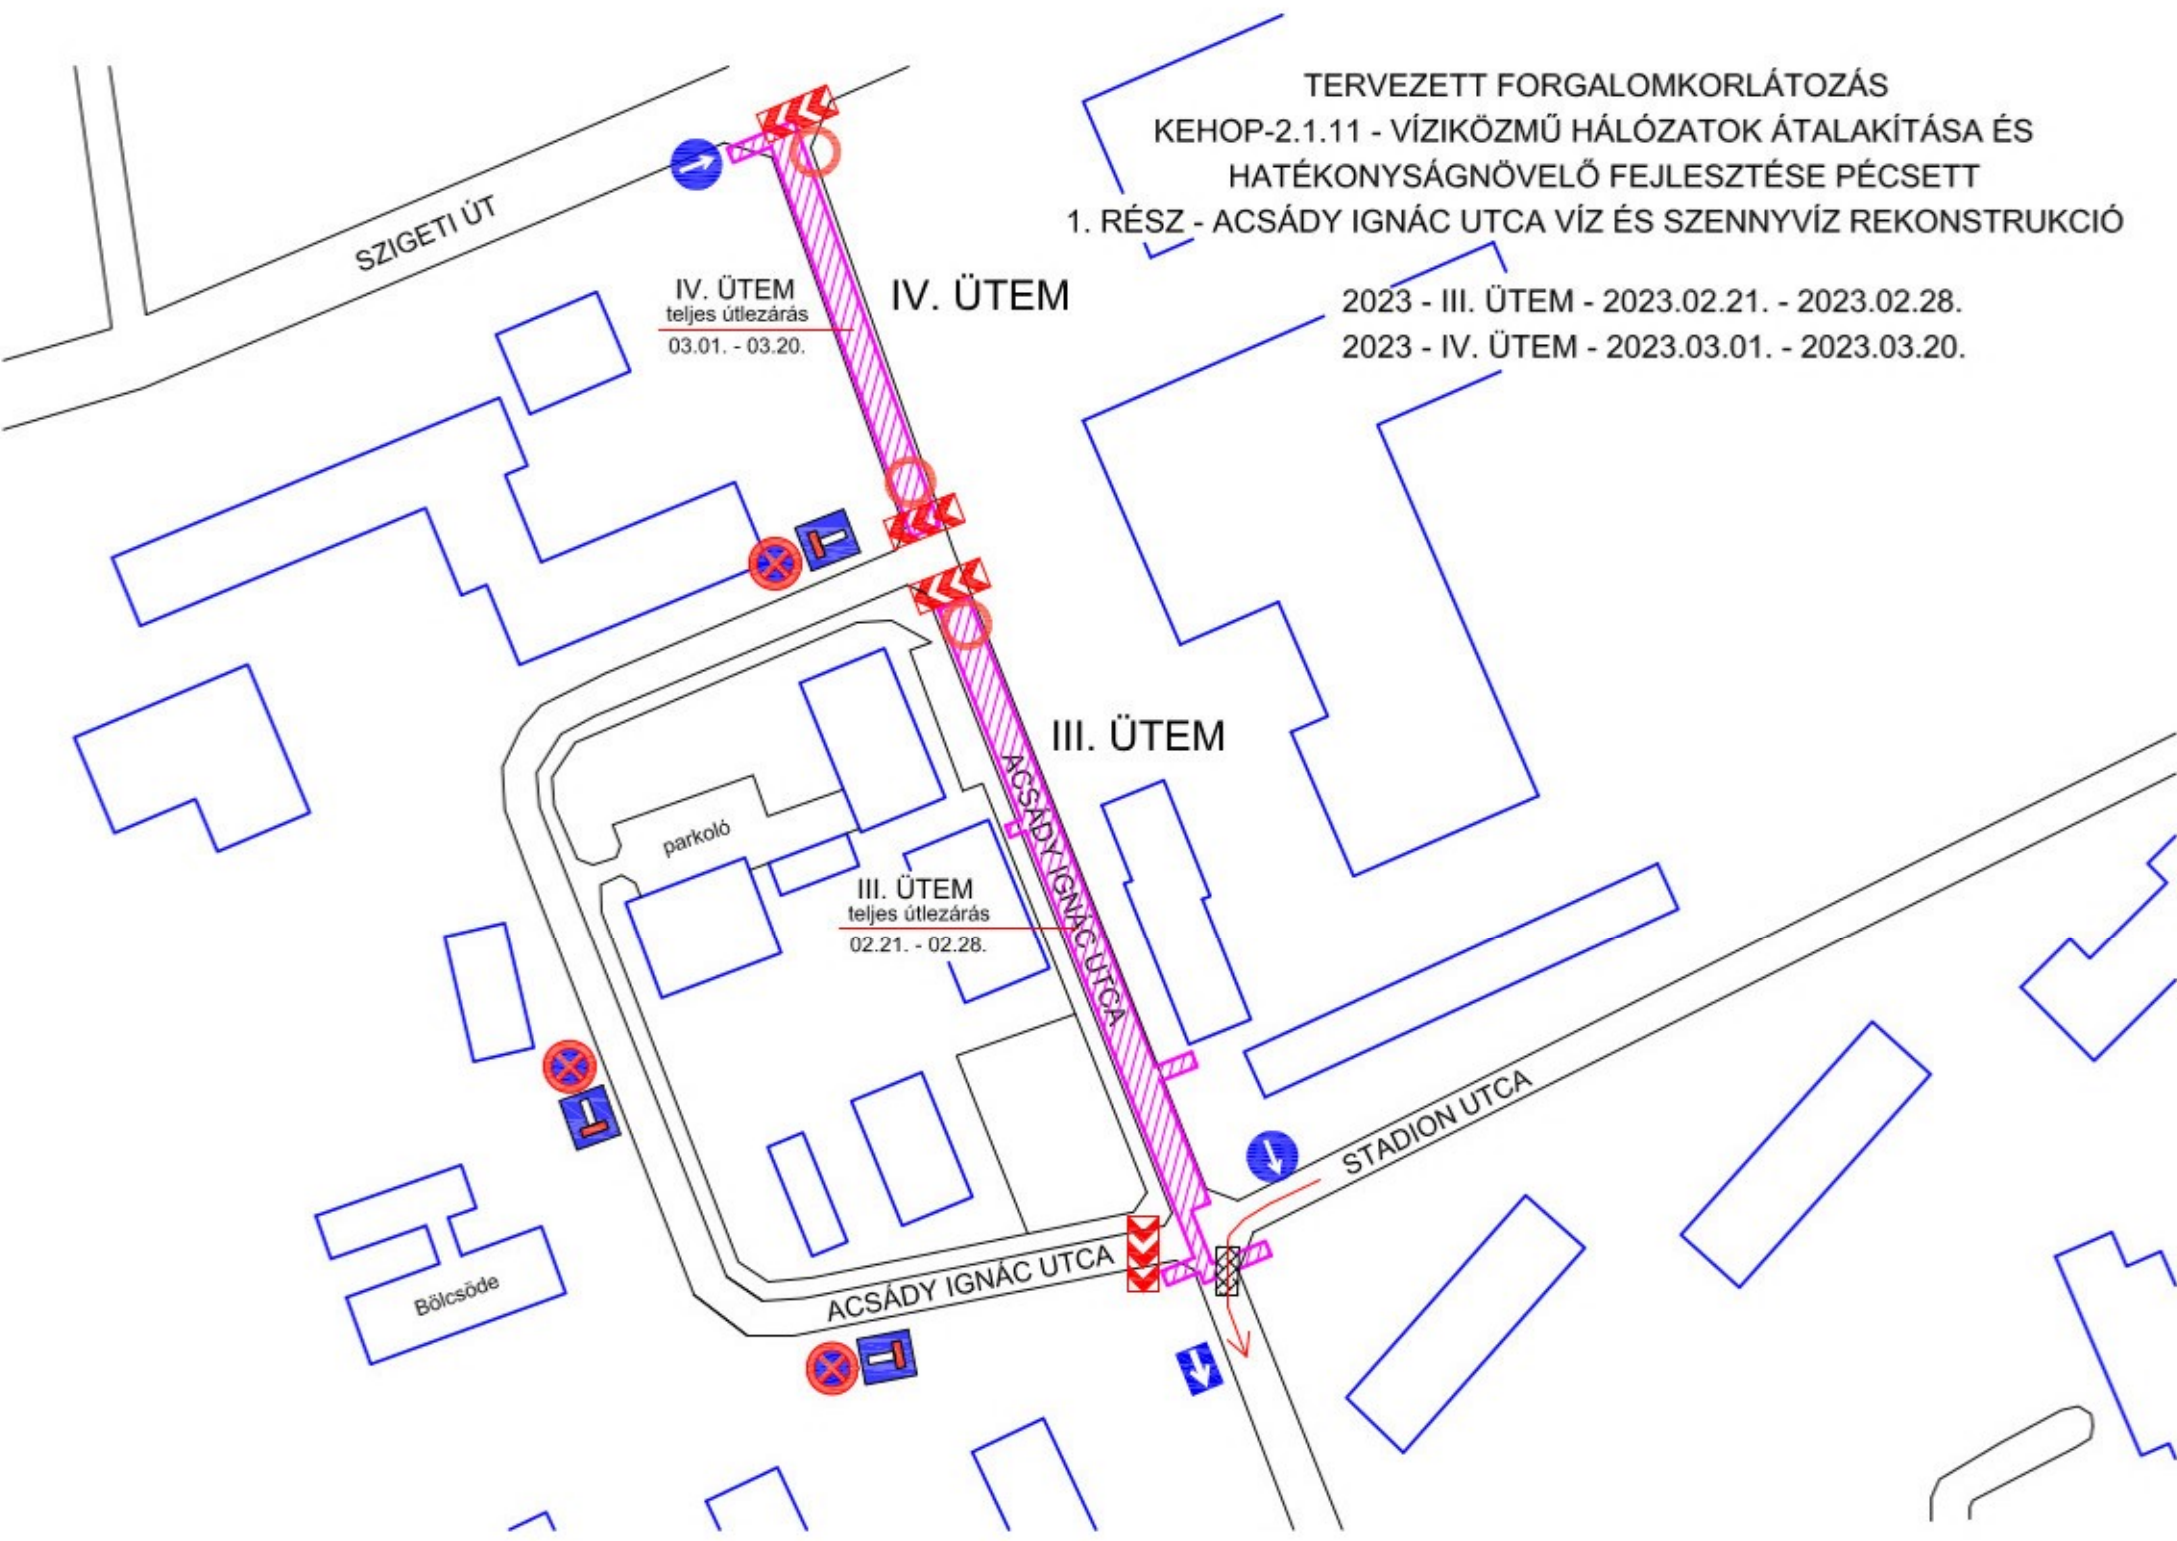 TERVEZETT FORGALOMKORLÁTOZÁS
KEHOP-2.1.11 - VÍZIKÖZMŰ HÁLÓZATOK ÁTALAKÍTÁSA ÉS
HATÉKONYSÁGNÖVELŐ FEJLESZTÉSE PÉCSETT
1. RÉSZ - ACSÁDY IGNÁC UTCA VÍZ ÉS SZENNYVÍZ REKONSTRUKCIÓ
2023 - III. ÜTEM - 2023.02.21. - 2023.02.28.
2023 - IV. ÜTEM - 2023.03.01. - 2023.03.20.
SZIGETI ÚT
IV. ÜTEM
teljes útlezárás
03.01. - 03.20.
IV. ÜTEM
III. ÜTEM
ACSÁDY IGNÁC UTCA
parkoló
III. ÜTEM
teljes útlezárás
02.21. - 02.28.
STADION UTCA
ACSÁDY IGNÁC UTCA
Bölcsöde